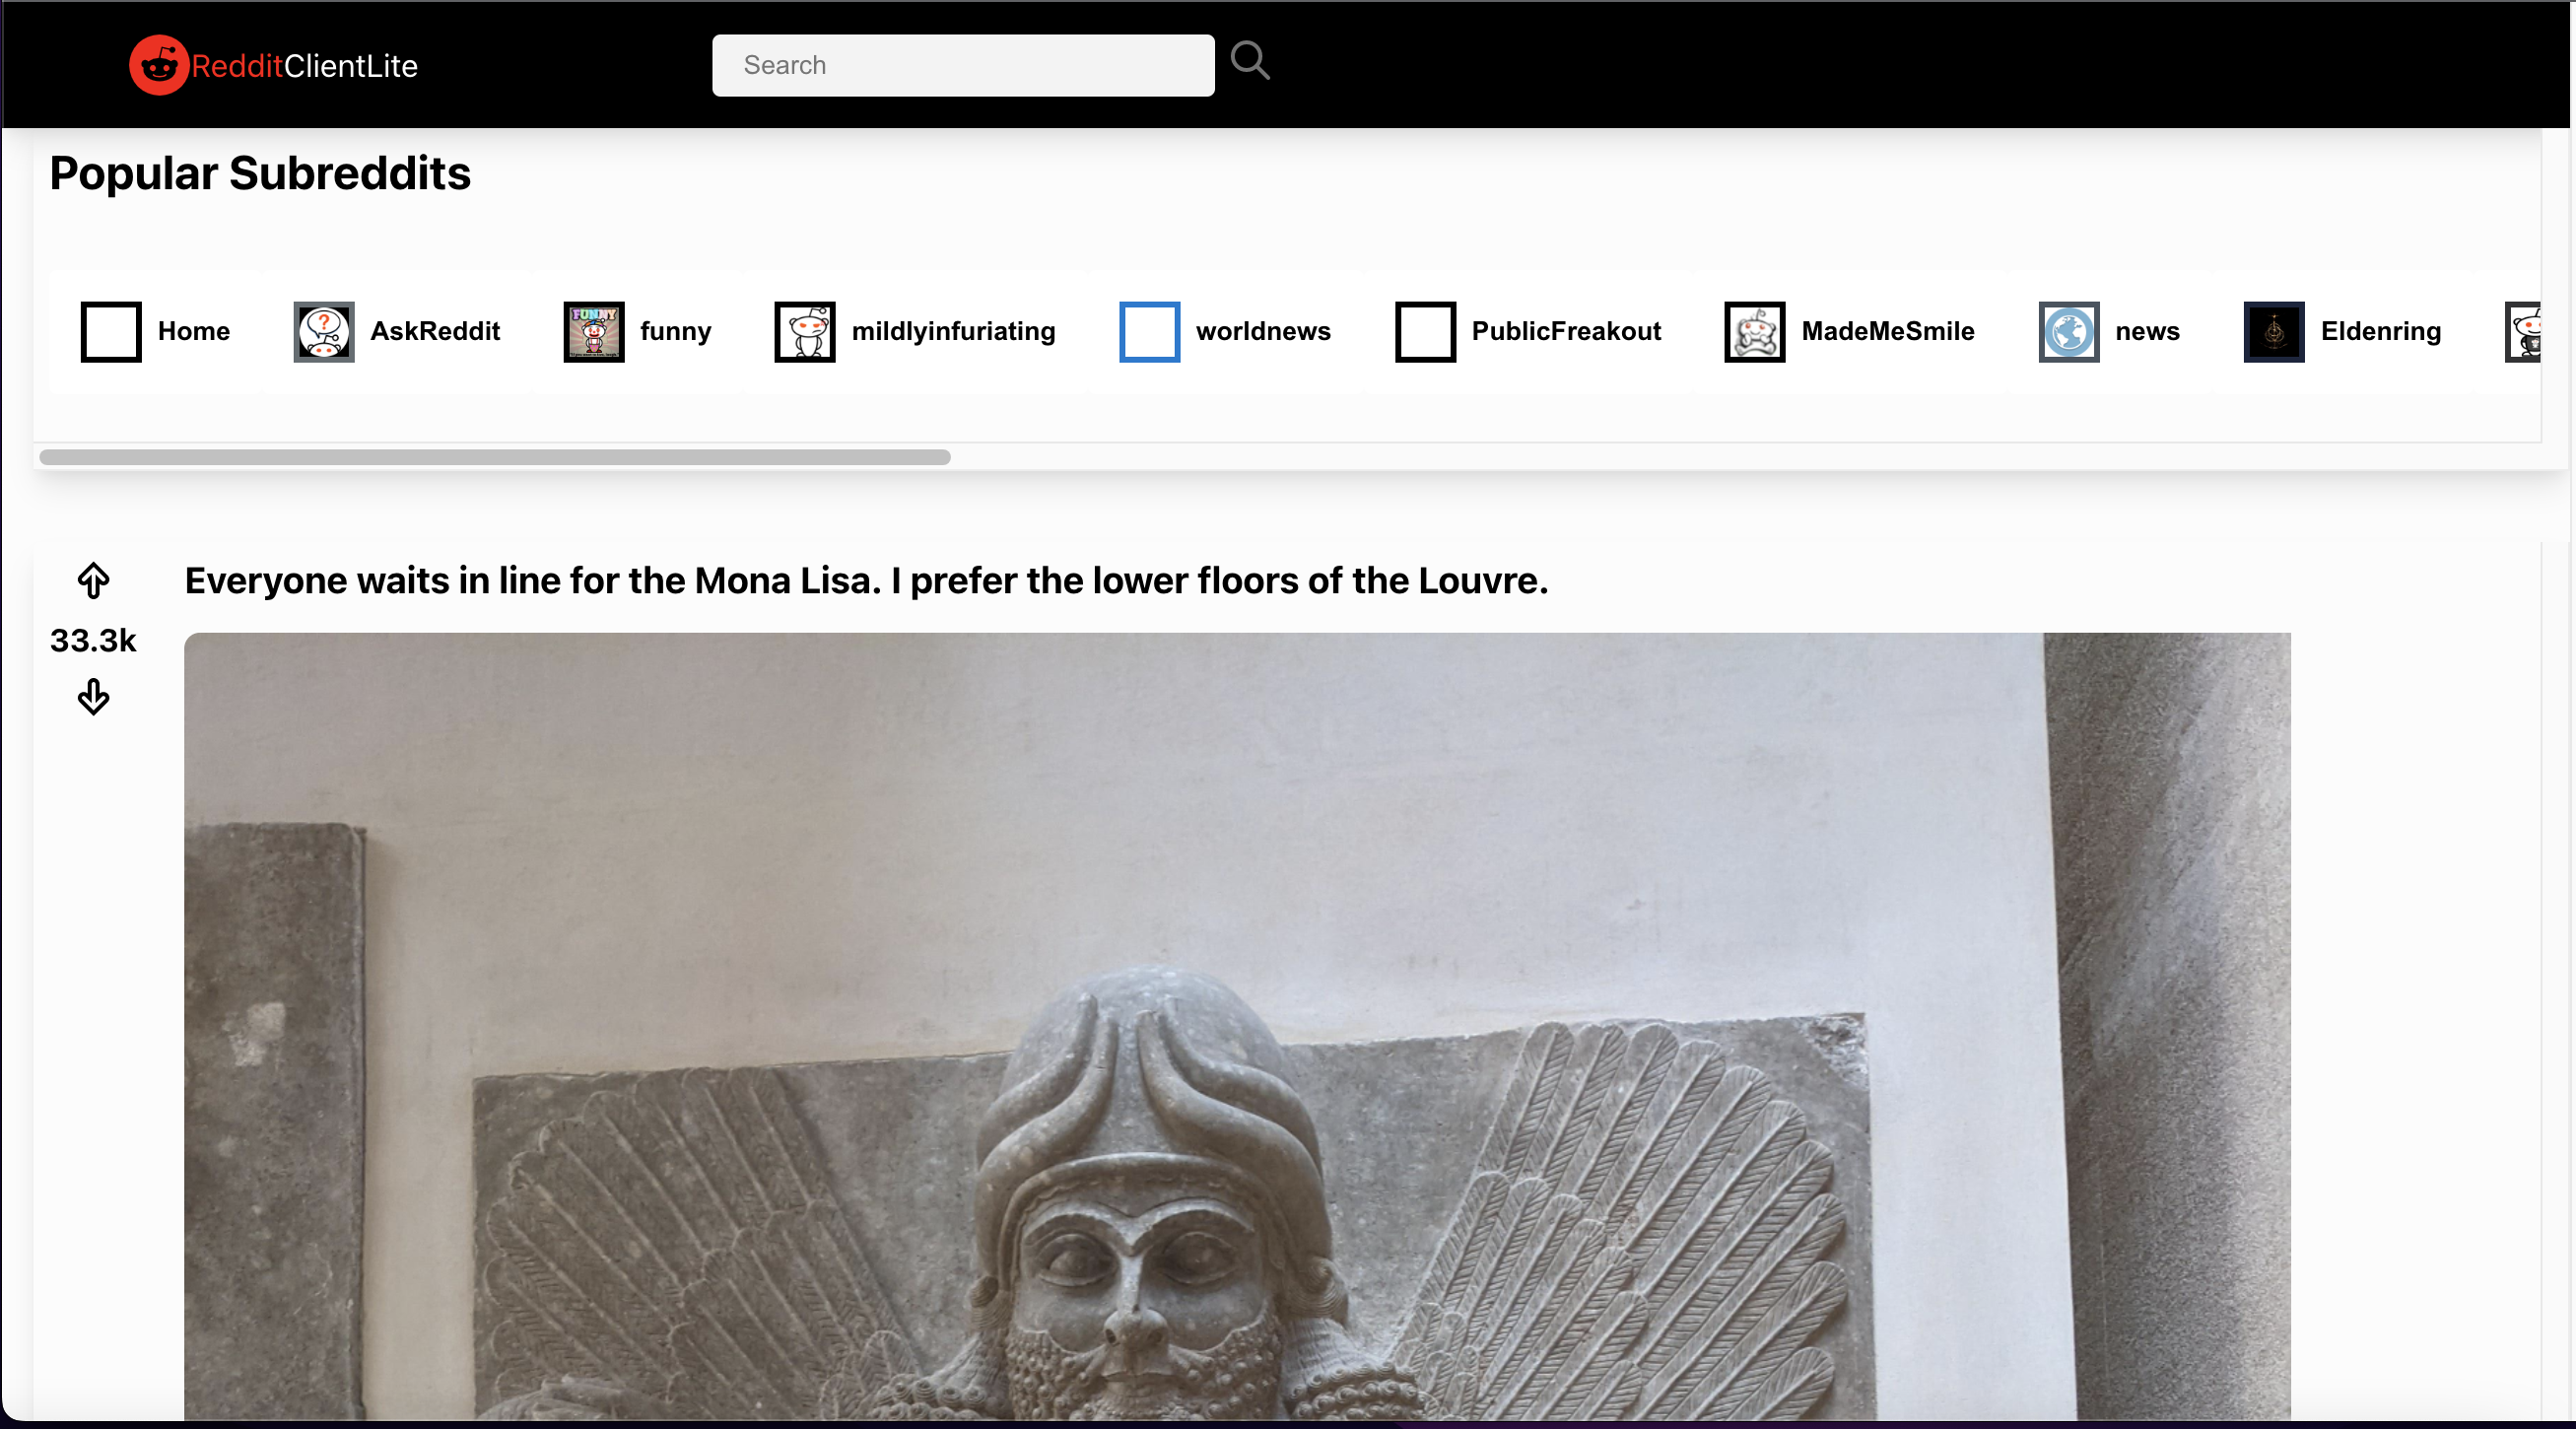 RedditClientLite
Search
Popular Subreddits
Home
AskReddit
FUNNY
funny
mildlyinfuriating
worldnews
PublicFreakout
MadeMeSmile
news
Eldenring
Everyone waits in line for the Mona Lisa. I prefer the lower floors of the Louvre.
33.3k